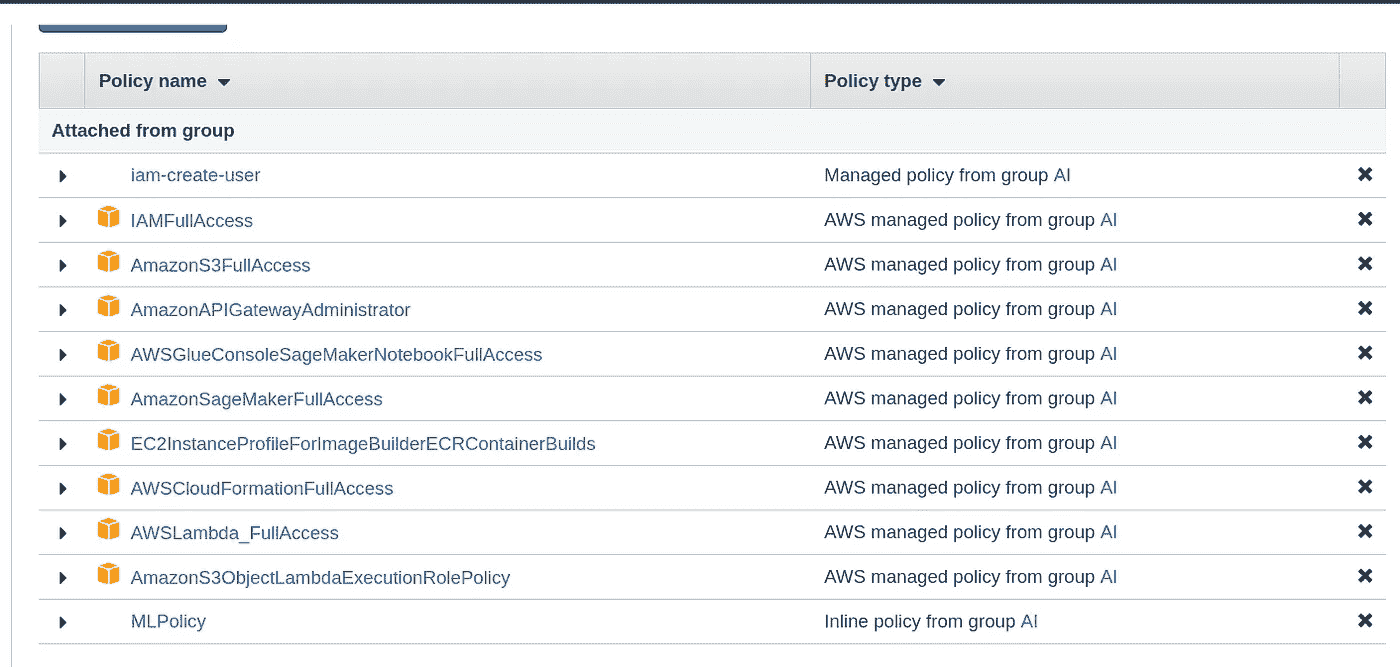 Policy name Policy type
Attached from group
iam-create-user Managed policy from group AI
IAMFullAccess AWS managed policy from group AI
AmazonS3FullAccess AWS managed policy from group AI
AmazonAPIGatewayAdministrator AWS managed policy from group AI
AWSGlueConsoleSageMakerNotebookFullAccess AWS managed policy from group AI
AmazonSageMakerFullAccess AWS managed policy from group AI
EC2InstanceProfileForImageBuilderECRContainerBuilds AWS managed policy from group AI
AWSCloudFormationFullAccess AWS managed policy from group AI
AWSLambda_FullAccess AWS managed policy from group AI
AmazonS3ObjectLambdaExecutionRolePolicy AWS managed policy from group AI
MLPolicy Inline policy from group AI